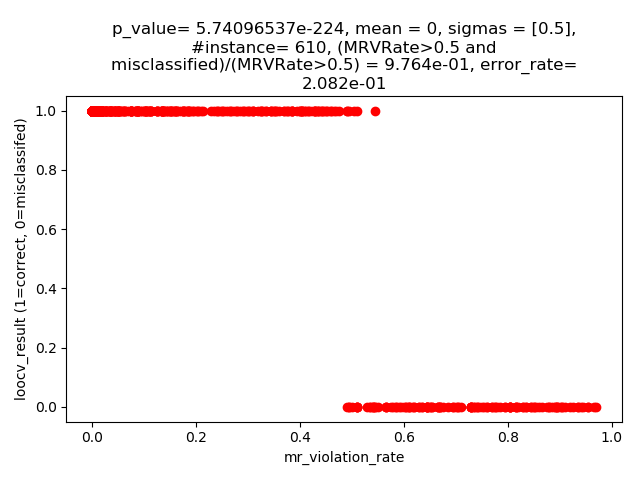 p_value= 5.74096537e-224, mean = 0, sigmas = [0.5],
#instance= 610, (MRVRate>0.5 and
misclassified)/(MRVRate>0.5) = 9.764e-01, error_rate=
2.082e-01
loocv_result (1=correct, 0=misclassifed)
1.0
0.8
0.6
0.4
0.2
0.0
0.0 0.2 0.4 0.6 0.8 1.0
mr_violation_rate